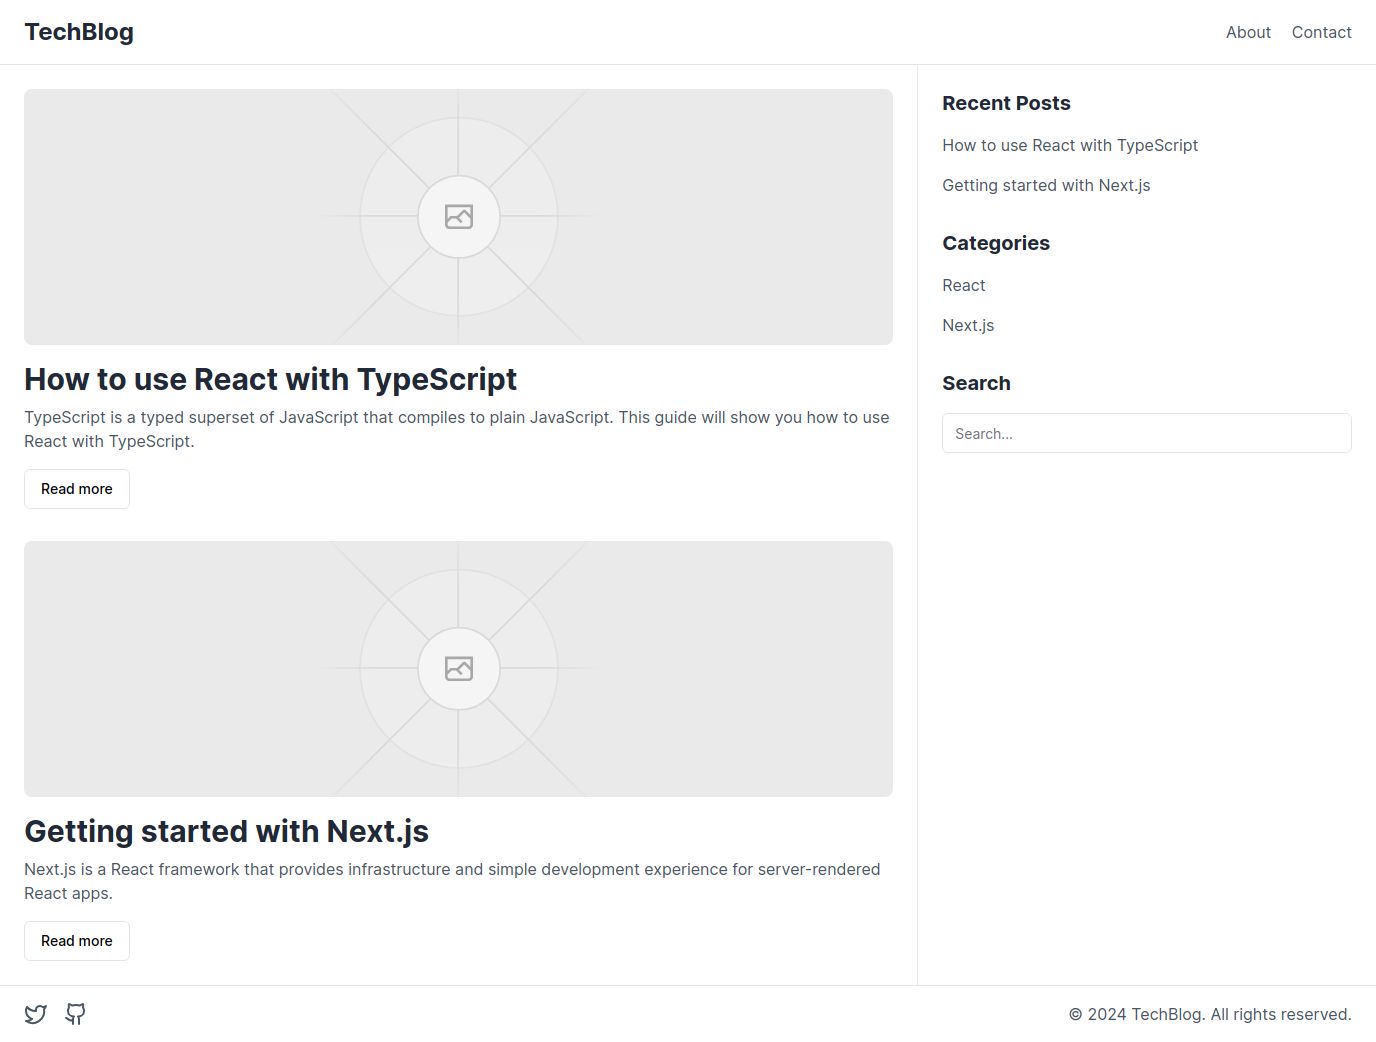 TechBlog
About
Contact
How to use React with TypeScript
TypeScript is a typed superset of JavaScript that compiles to plain JavaScript. This guide will show you how to use
React with TypeScript.
Read more
Getting started with Next.js
Next.js is a React framework that provides infrastructure and simple development experience for server-rendered
React apps.
Read more
Recent Posts
How to use React with TypeScript
Getting started with Next.js
Categories
React
Next.js
Search
Search...
© 2024 TechBlog. All rights reserved.